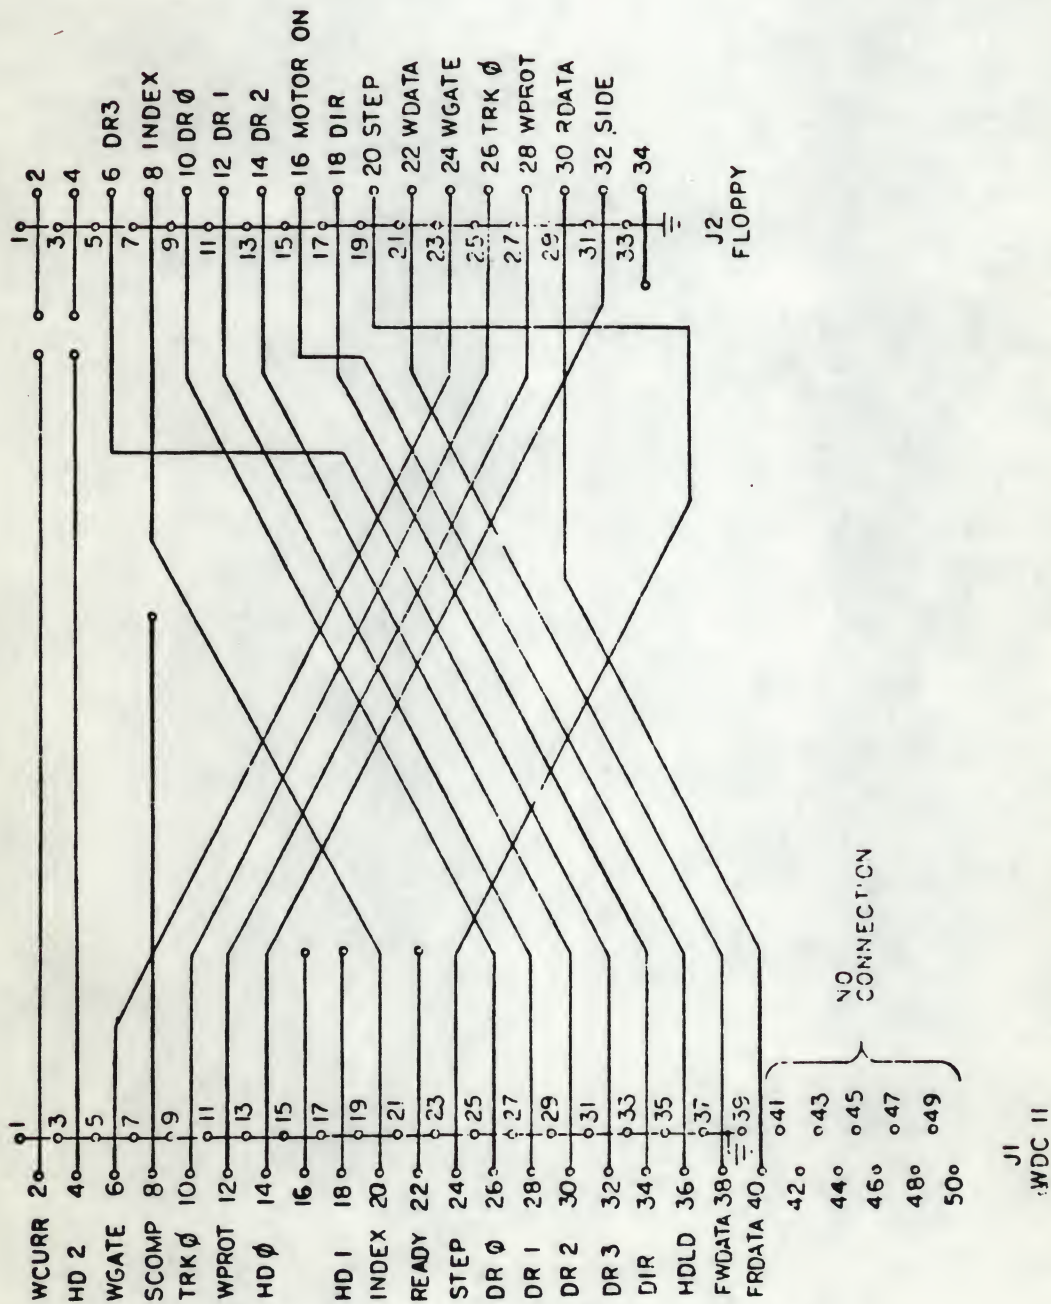 1
2
3
4
5
6 DR3
7
8 INDEX
9
10 DR Ø
11
12 DR 1
13
14 DR 2
15
16 MOTOR ON
17
18 DIR
19
20 STEP
21
22 WDATA
23
24 WGATE
25
26 TRK Ø
27
28 WPROT
29
30 RDATA
31
32 SIDE
33
34
J2
FLOPPY
1
WCURR 2
3
HD 2 4
5
WGATE 6
7
SCOMP 8
9
TRK Ø 10
11
WPROT 12
13
HD Ø 14
15
16
17
HD 1 18
19
INDEX 20
21
READY 22
23
STEP 24
25
DR Ø 26
27
DR 1 28
29
DR 2 30
31
DR 3 32
33
DIR 34
35
HDLD 36
37
FWDATA 38
39
FRDATA 40
41
42
43
44
45
46
47
48
49
50
NO
CONNECTION
J1
WDC 11